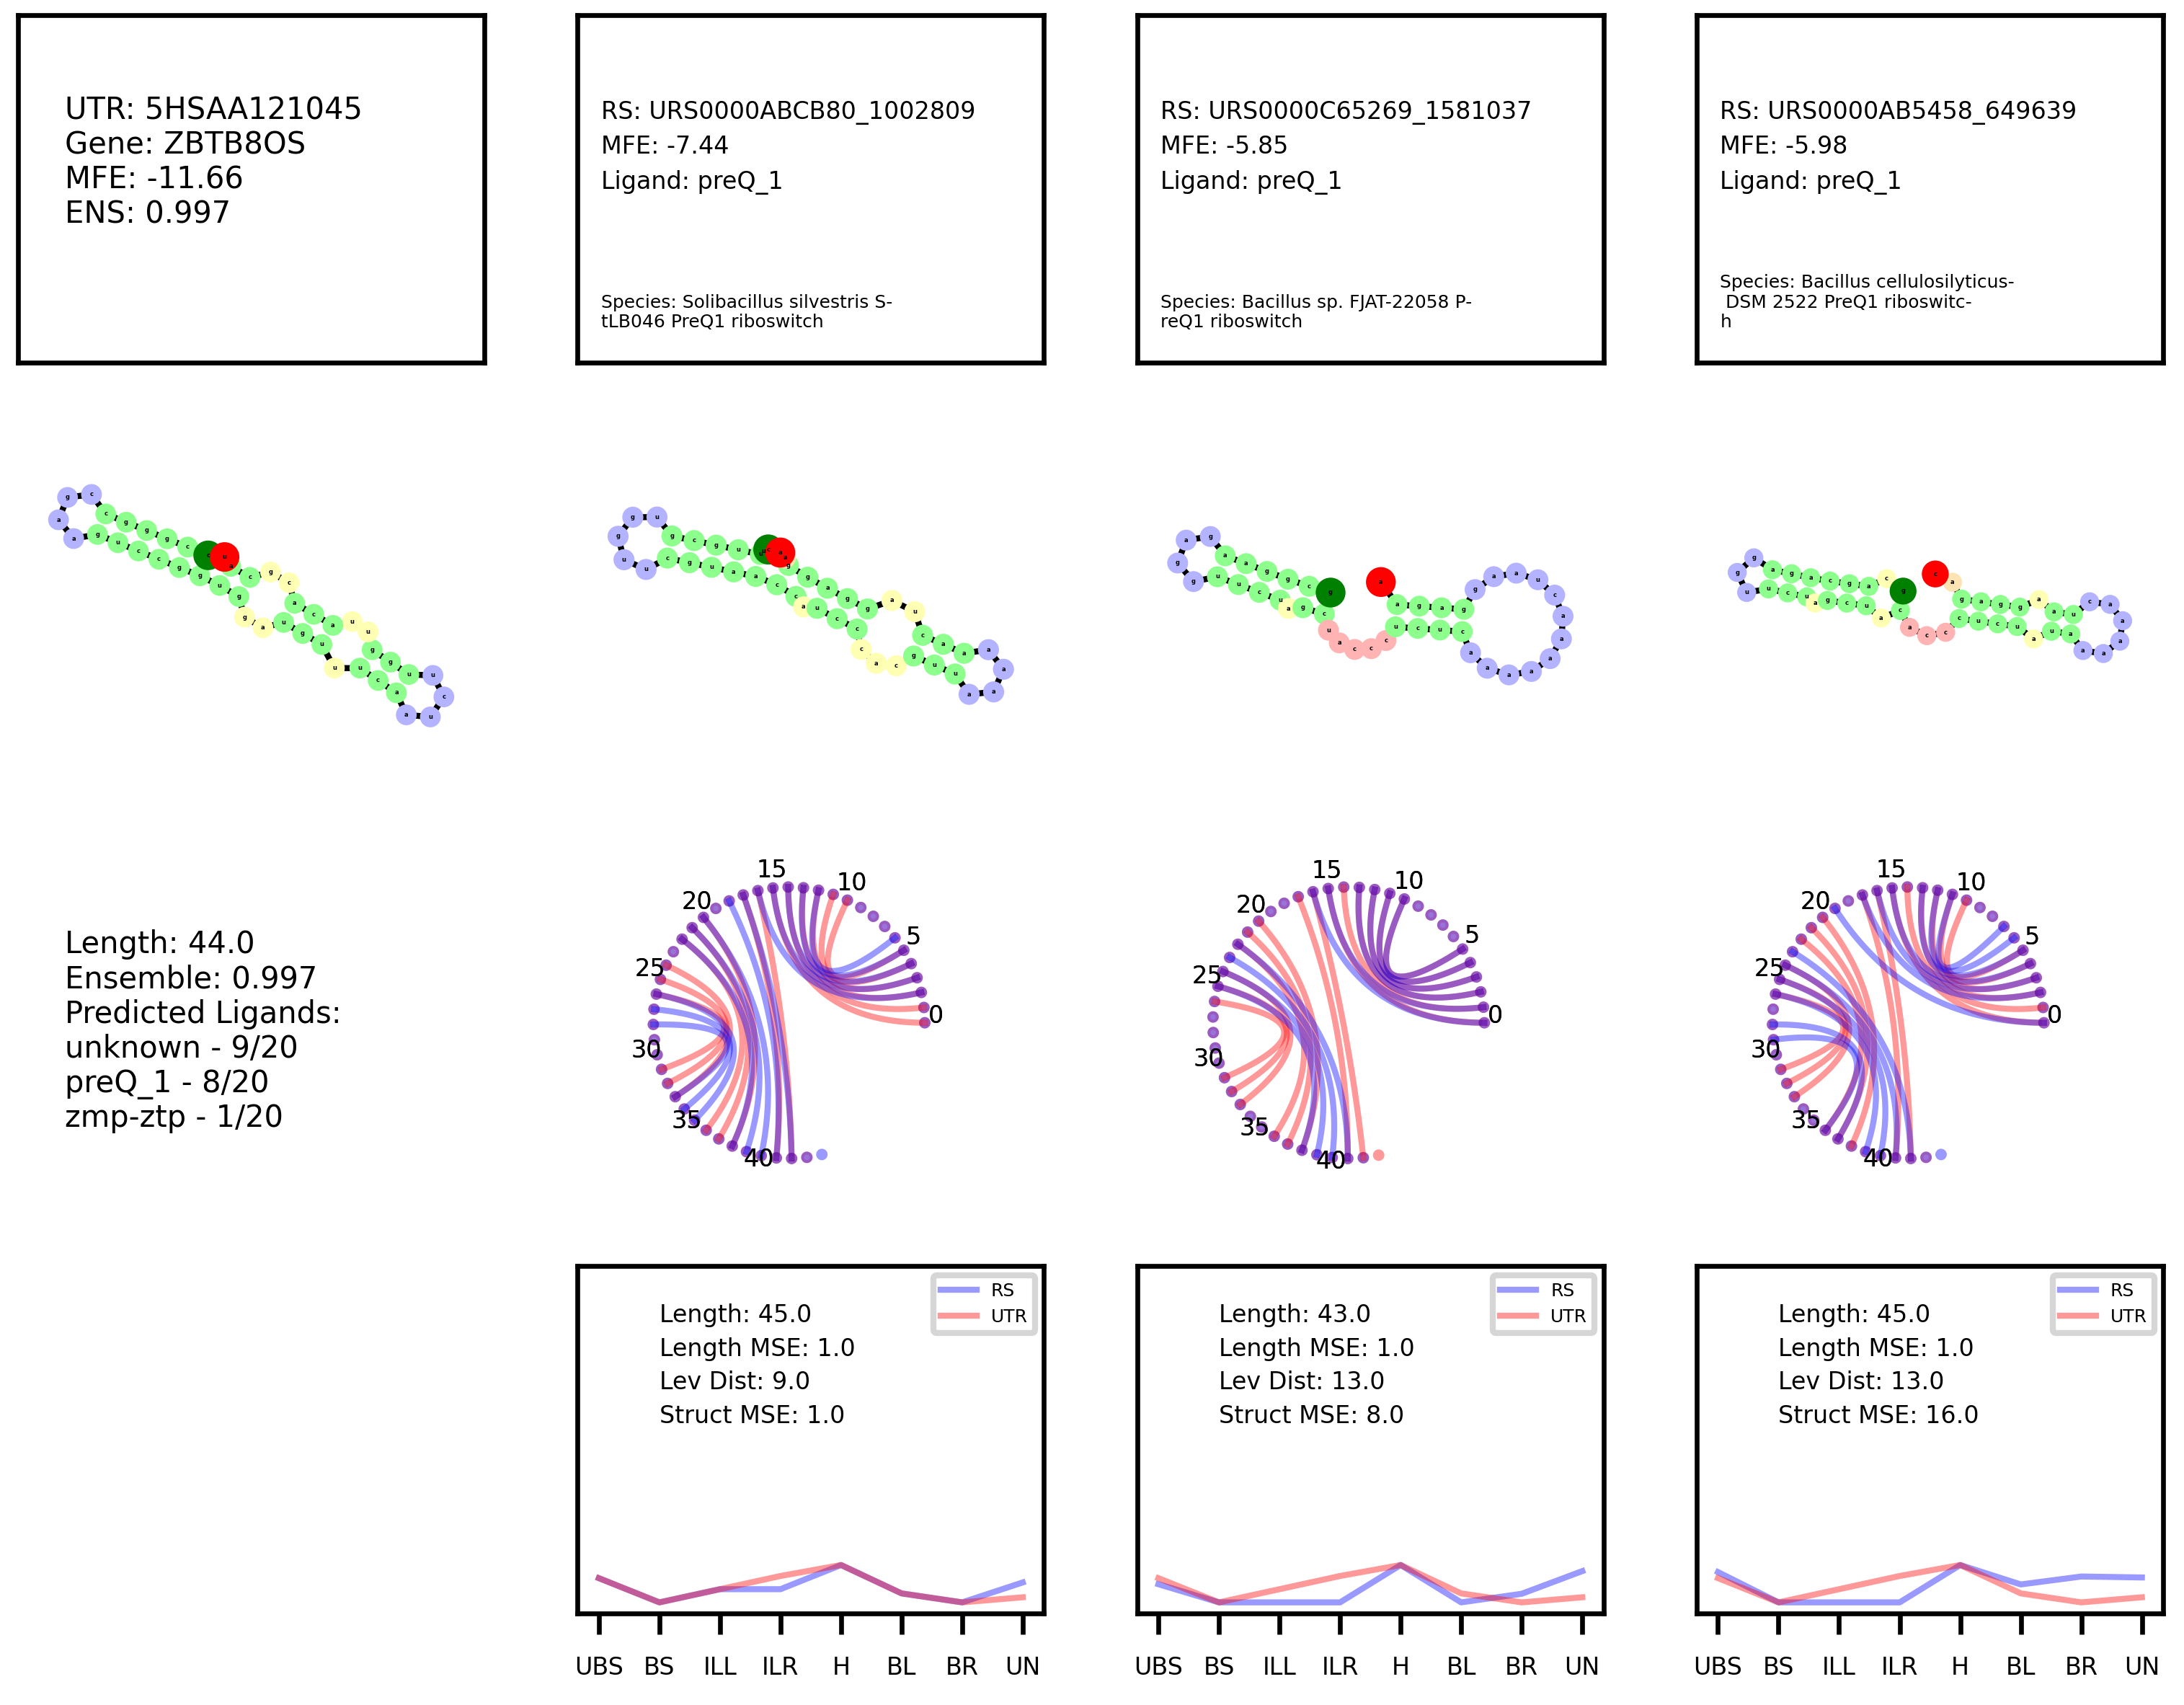 UTR: 5HSAA121045
Gene: ZBTB8OS
MFE: -11.66
ENS: 0.997
RS: URS0000ABCB80_1002809
MFE: -7.44
Ligand: preQ_1
Species: Solibacillus silvestris S-
tLB046 PreQ1 riboswitch
RS: URS0000C65269_1581037
MFE: -5.85
Ligand: preQ_1
Species: Bacillus sp. FJAT-22058 P-
reQ1 riboswitch
RS: URS0000AB5458_649639
MFE: -5.98
Ligand: preQ_1
Species: Bacillus cellulosilyticus-
DSM 2522 PreQ1 riboswitc-
h
Length: 44.0
Ensemble: 0.997
Predicted Ligands:
unknown - 9/20
preQ_1 - 8/20
zmp-ztp - 1/20
0
5
10
15
20
25
30
35
40
0
5
10
15
20
25
30
35
40
0
5
10
15
20
25
30
35
40
Length: 45.0
Length MSE: 1.0
Lev Dist: 9.0
Struct MSE: 1.0
RS
UTR
UBS BS ILL ILR H BL BR UN
Length: 43.0
Length MSE: 1.0
Lev Dist: 13.0
Struct MSE: 8.0
RS
UTR
UBS BS ILL ILR H BL BR UN
Length: 45.0
Length MSE: 1.0
Lev Dist: 13.0
Struct MSE: 16.0
RS
UTR
UBS BS ILL ILR H BL BR UN